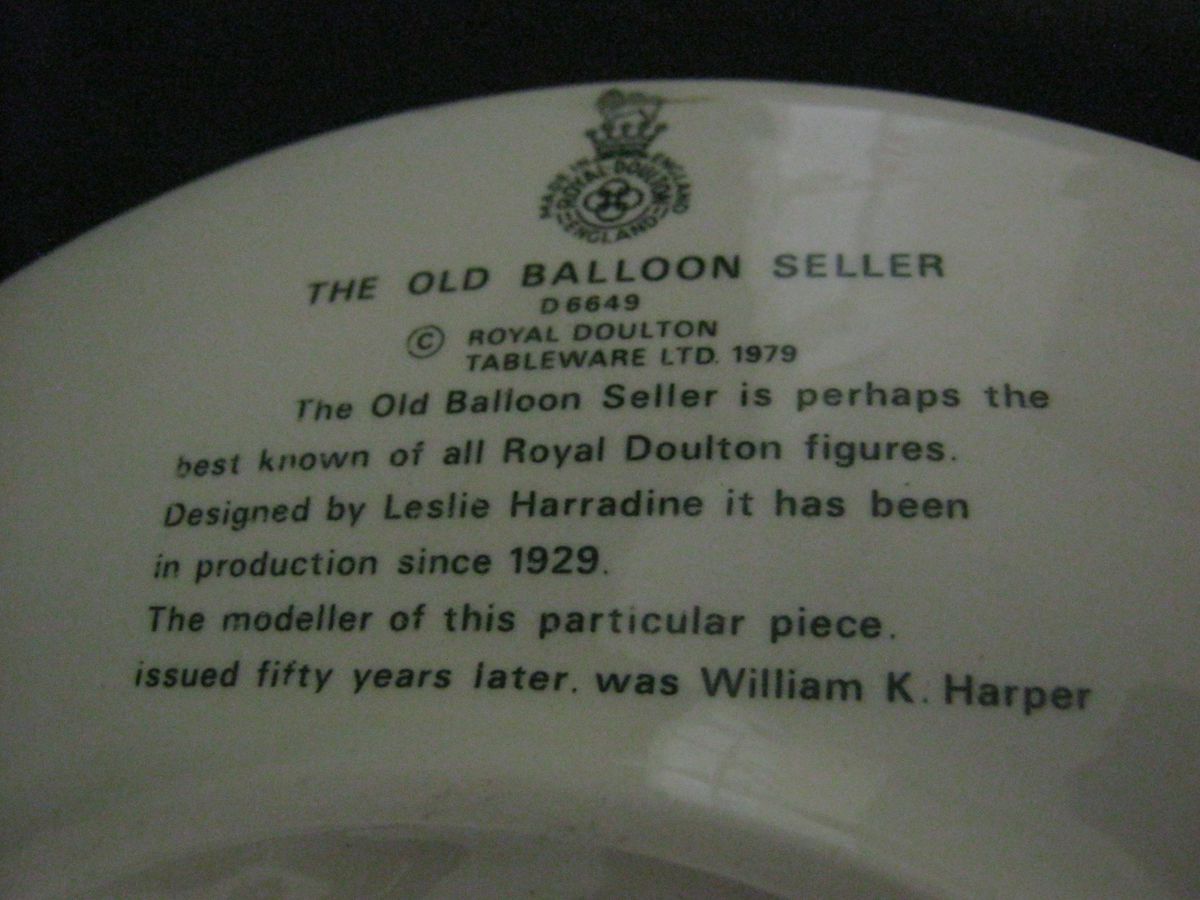 MADE IN ENGLAND
ROYAL DOULTON
ENGLAND
THE OLD BALLOON SELLER
D 6649
© ROYAL DOULTON
TABLEWARE LTD. 1979
The Old Balloon Seller is perhaps the
best known of all Royal Doulton figures.
Designed by Leslie Harradine it has been
in production since 1929.
The modeller of this particular piece.
issued fifty years later. was William K. Harper